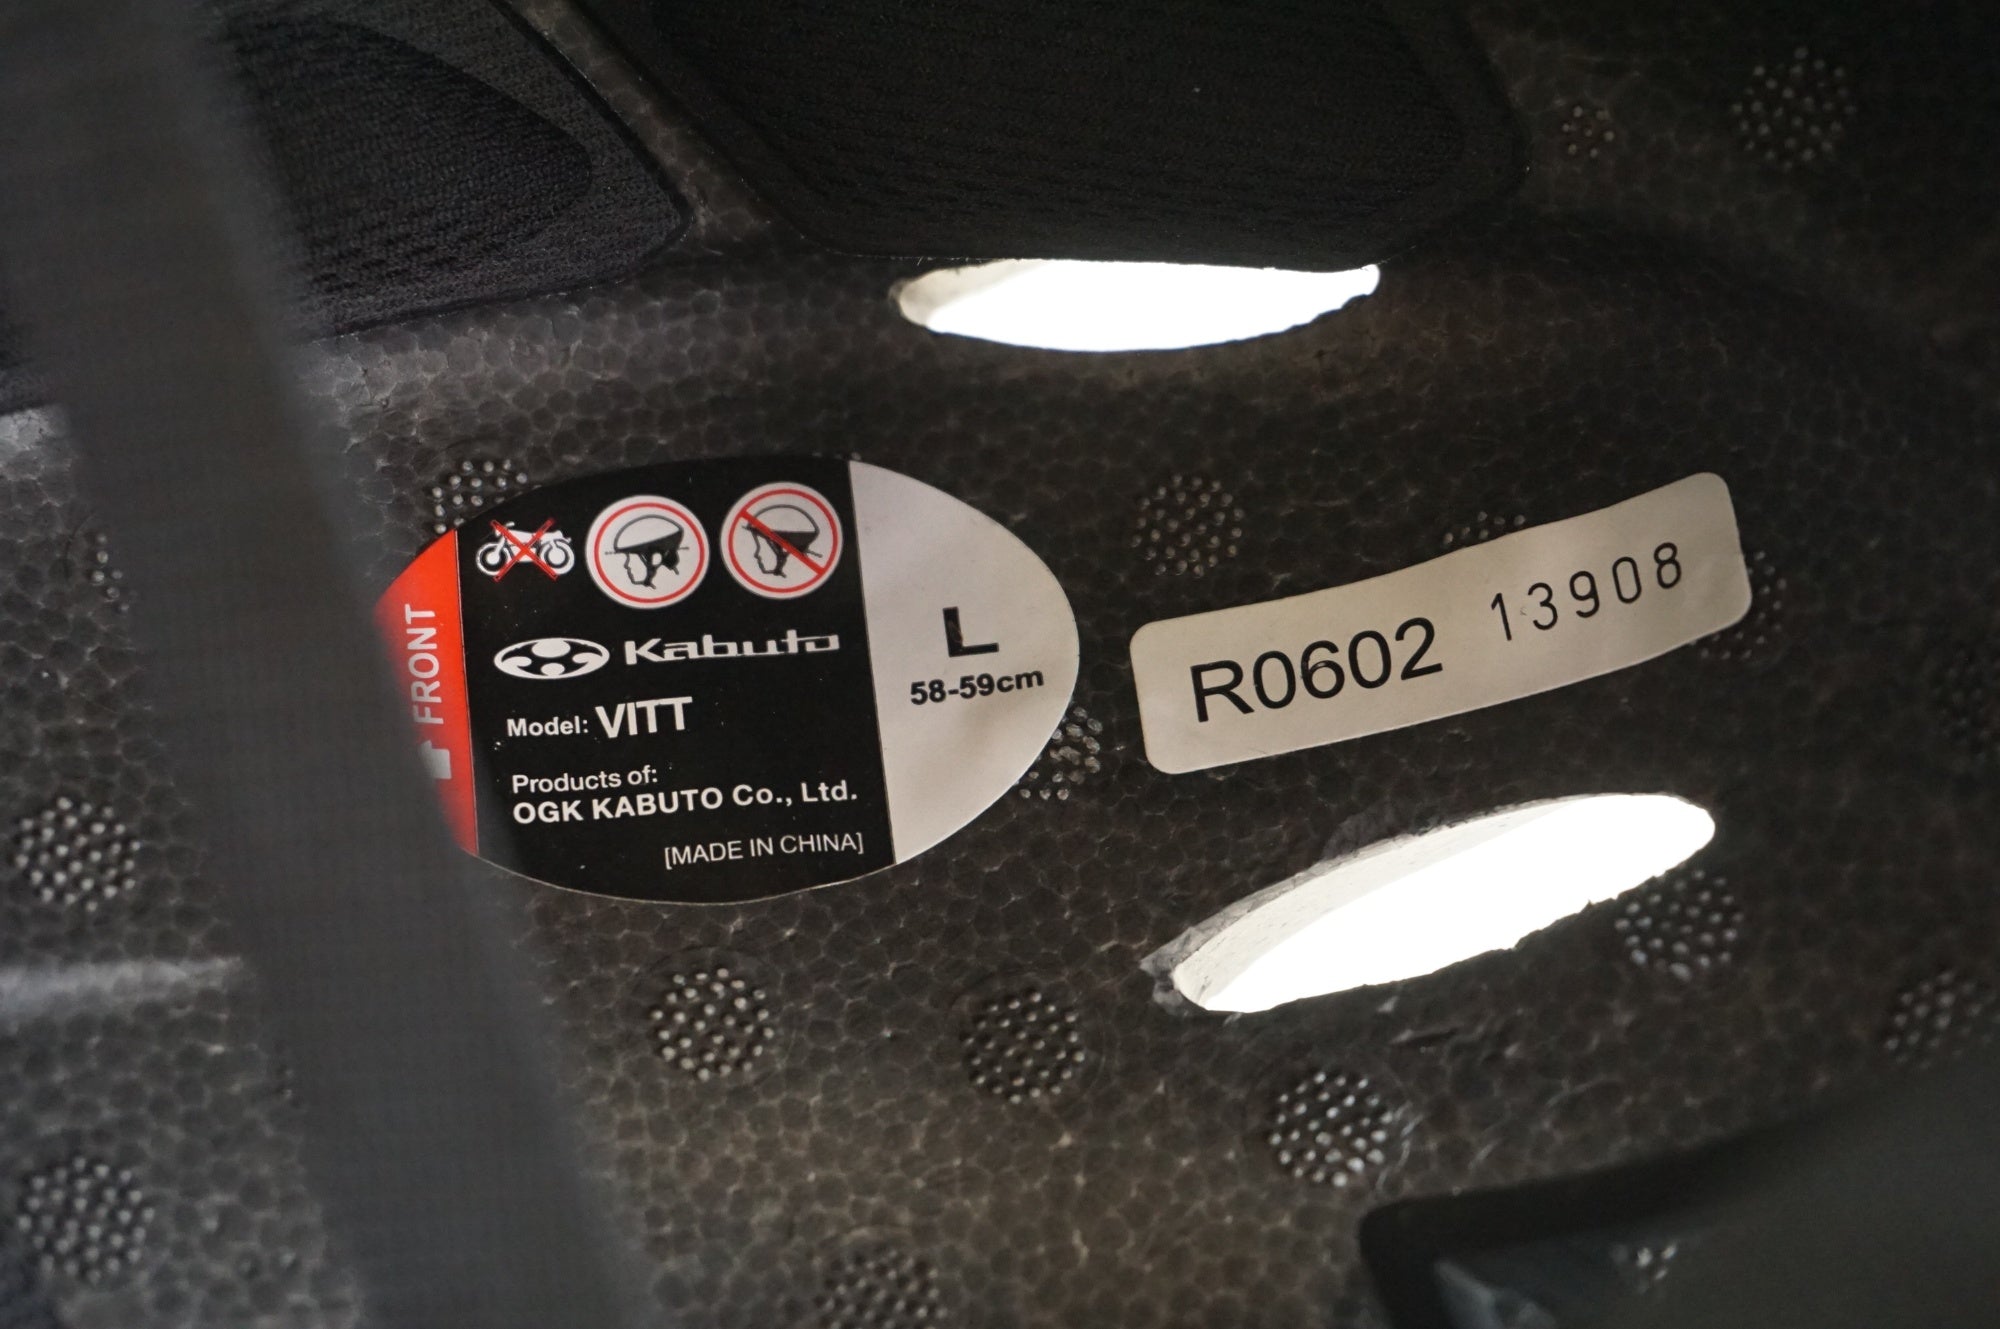 FRONT
Kabuto
Model: VITT
Products of:
OGK KABUTO Co., Ltd.
[MADE IN CHINA]
L
58-59cm
R0602 13908